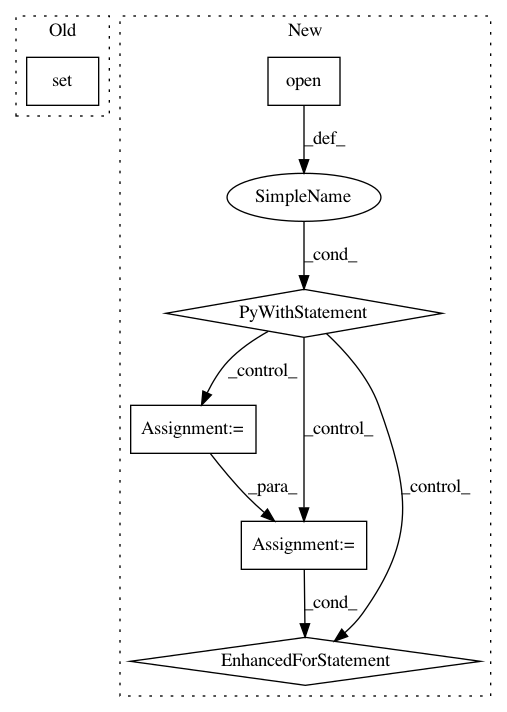 Old
New
set
open
_def_
SimpleName
_cond_
PyWithStatement
_control_
Assignment:=
_control_
_para_
_control_
Assignment:=
_cond_
EnhancedForStatement